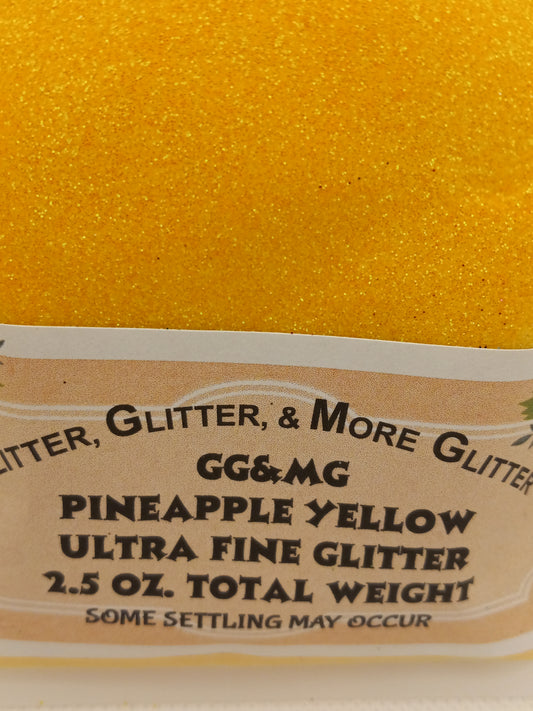 LITTER, GLITTER, & MORE GLITTER
GG&MG
PINEAPPLE YELLOW
ULTRA FINE GLITTER
2.5 OZ. TOTAL WEIGHT
SOME SETTLING MAY OCCUR